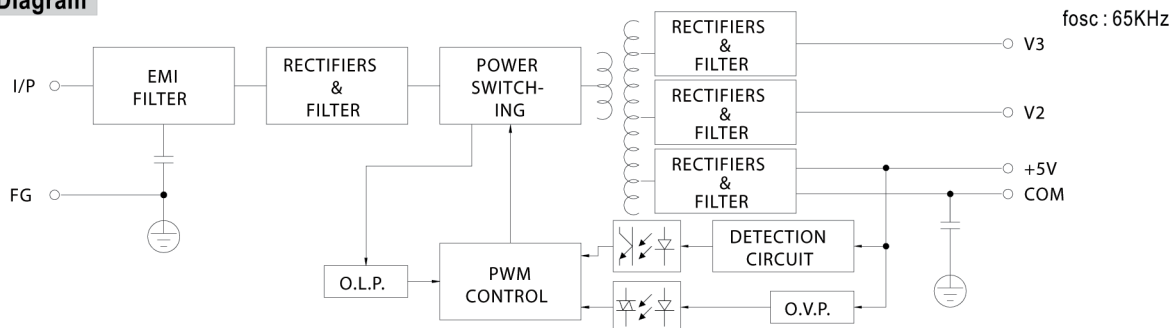 Diagram
fosc : 65KHz
I/P
EMI
FILTER
RECTIFIERS
&
FILTER
POWER
SWITCH-
ING
RECTIFIERS
&
FILTER
V3
RECTIFIERS
&
FILTER
V2
RECTIFIERS
&
FILTER
+5V
COM
FG
O.L.P.
PWM
CONTROL
DETECTION
CIRCUIT
O.V.P.